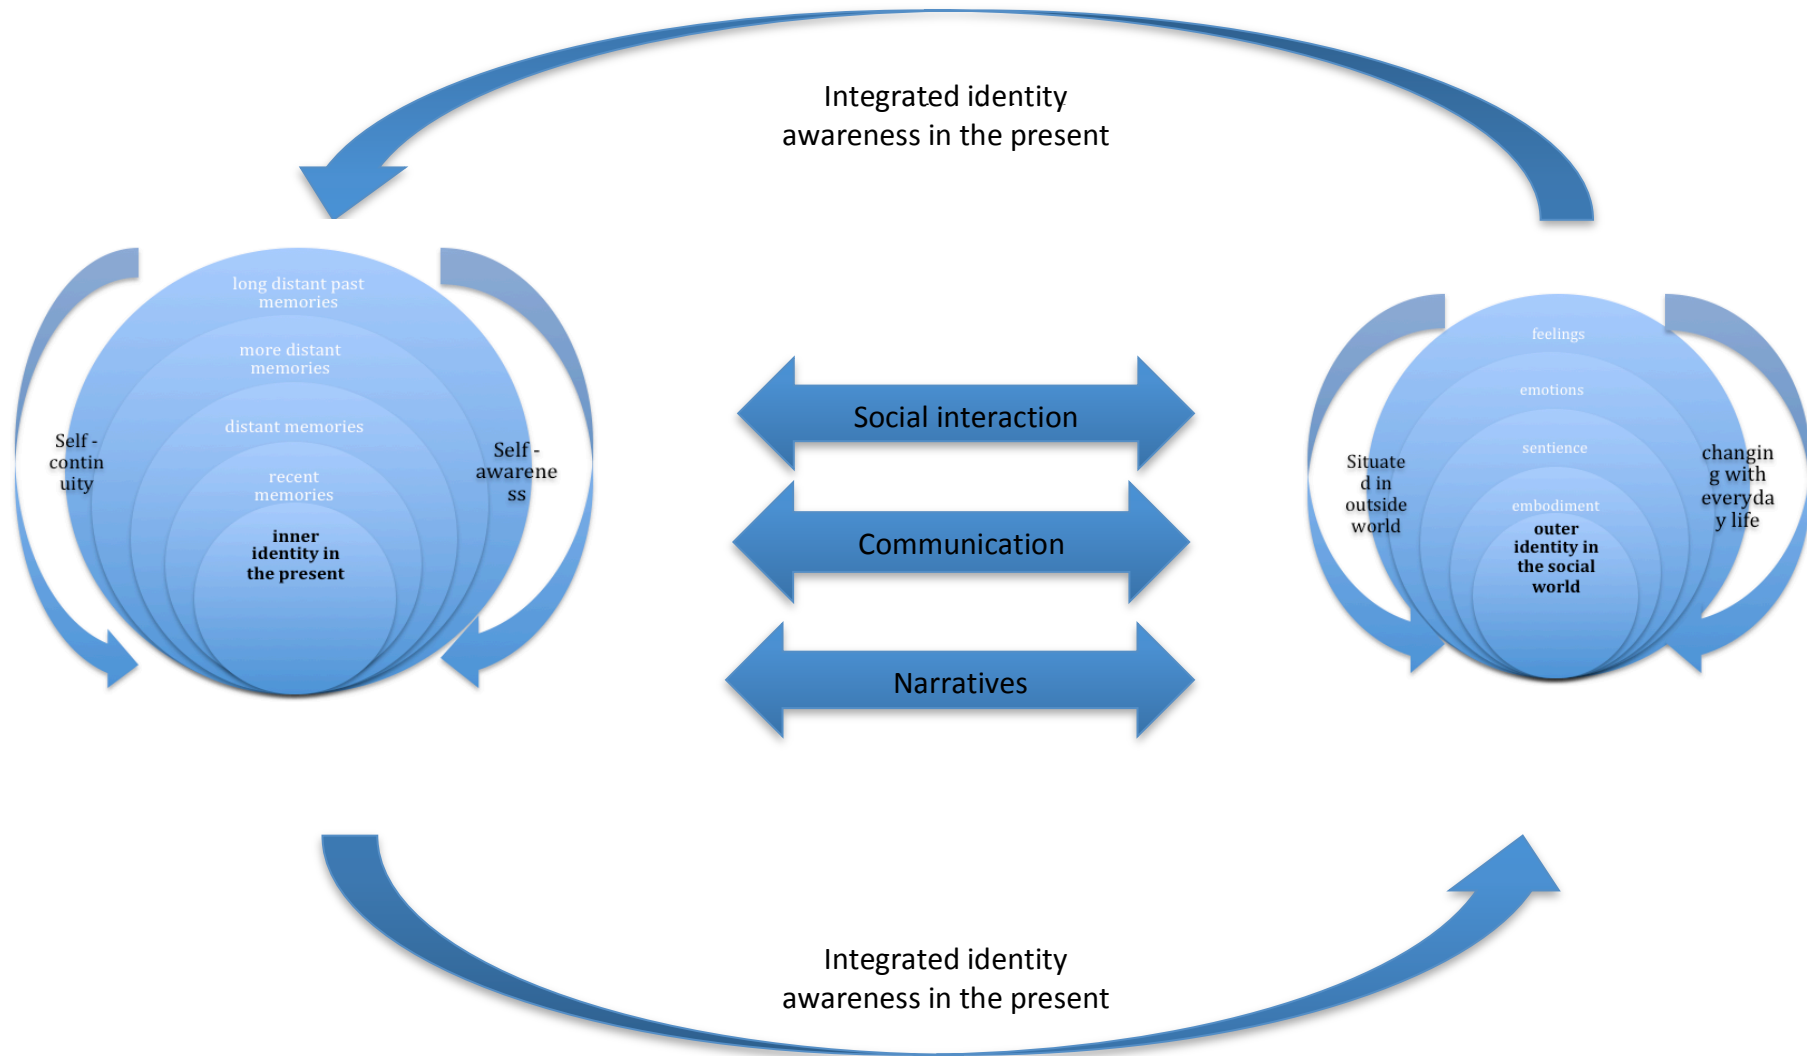 Integrated identity
awareness in the present
long distant past
memories
more distant
memories
distant memories
recent
memories
inner
identity in
the present
Self -
contin
uity
Self -
awarene
ss
Social interaction
Communication
Narratives
feelings
emotions
sentience
embodiment
outer
identity in
the social
world
Situate
d in
outside
world
changin
g with
everyda
y life
Integrated identity
awareness in the present